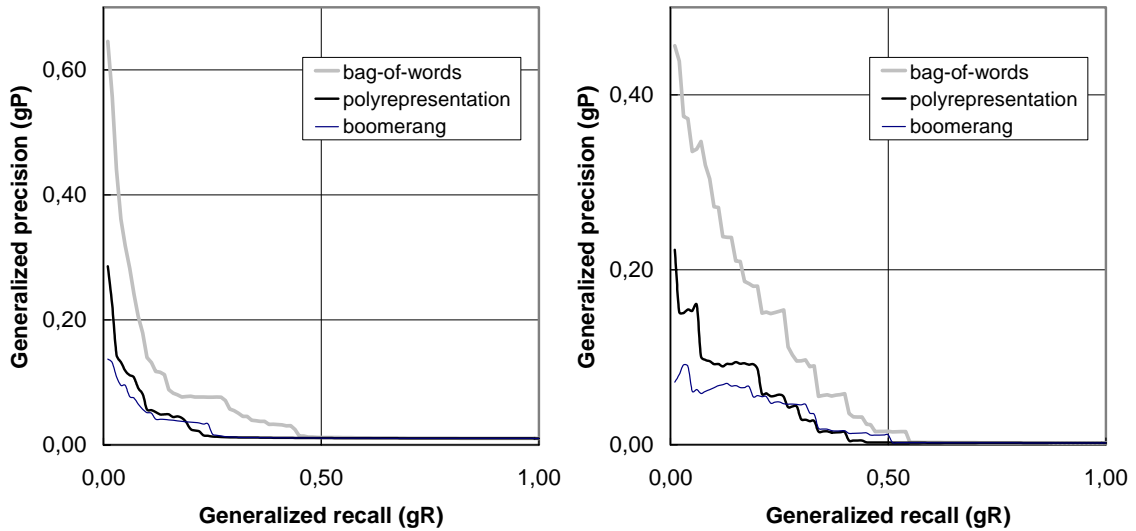 Generalized precision (gP)
0,60
0,40
0,20
0,00
bag-of-words
polyrepresentation
boomerang
0,00 0,50 1,00
Generalized recall (gR)
Generalized precision (gP)
0,40
0,20
0,00
bag-of-words
polyrepresentation
boomerang
0,00 0,50 1,00
Generalized recall (gR)